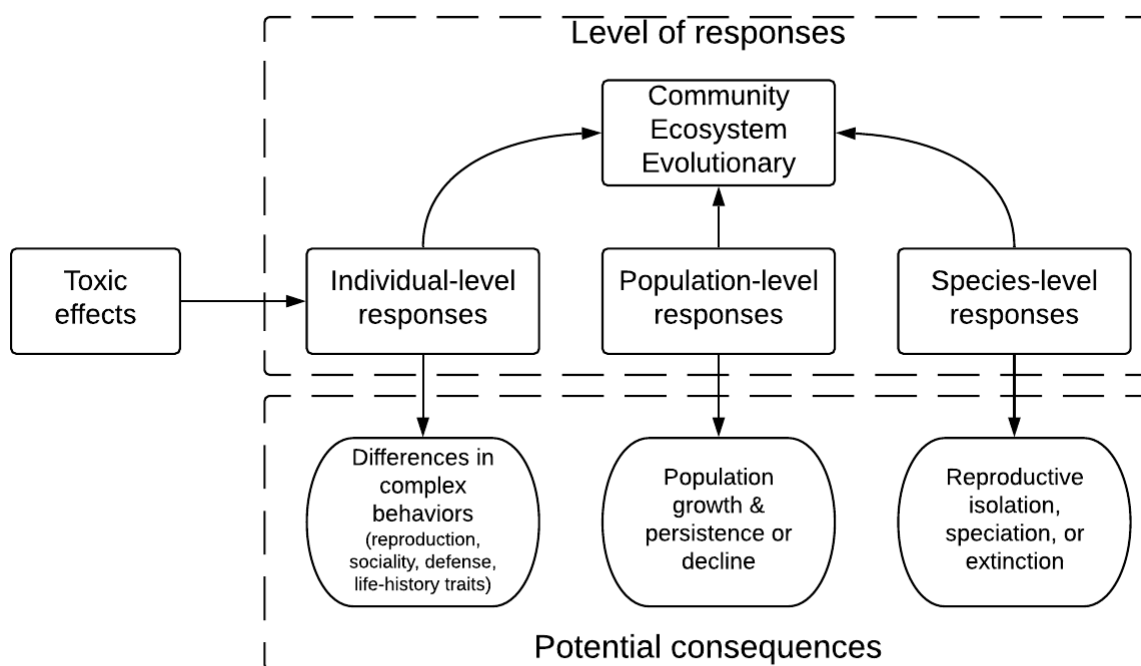 Level of responses
Community
Ecosystem
Evolutionary
Toxic
effects
Individual-level
responses
Population-level
responses
Species-level
responses
Differences in
complex
behaviors
(reproduction,
sociality, defense,
life-history traits)
Population
growth &
persistence or
decline
Reproductive
isolation,
speciation, or
extinction
Potential consequences